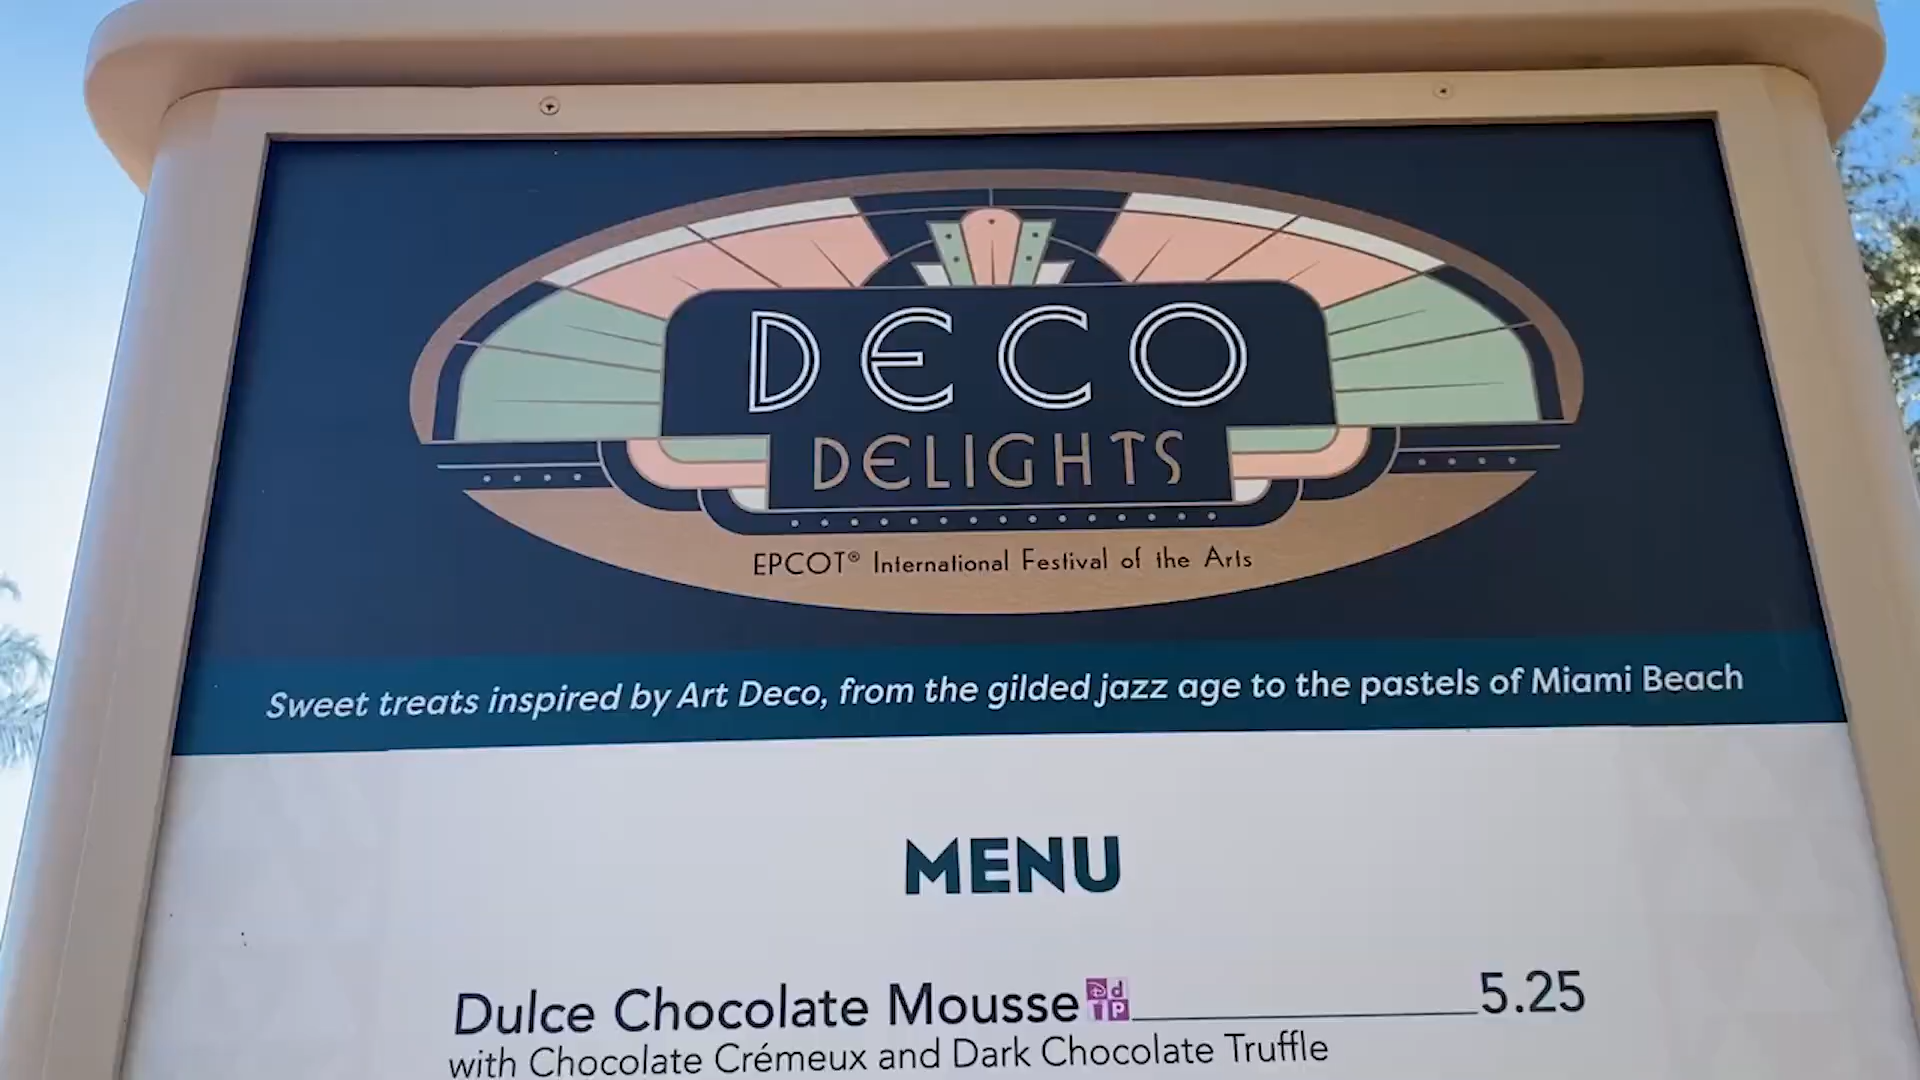 DECO
DELIGHTS
EPCOT® International Festival of the Arts
Sweet treats inspired by Art Deco, from the gilded jazz age to the pastels of Miami Beach
MENU
Dulce Chocolate Mousse DdiP 5.25
with Chocolate Crémeux and Dark Chocolate Truffle